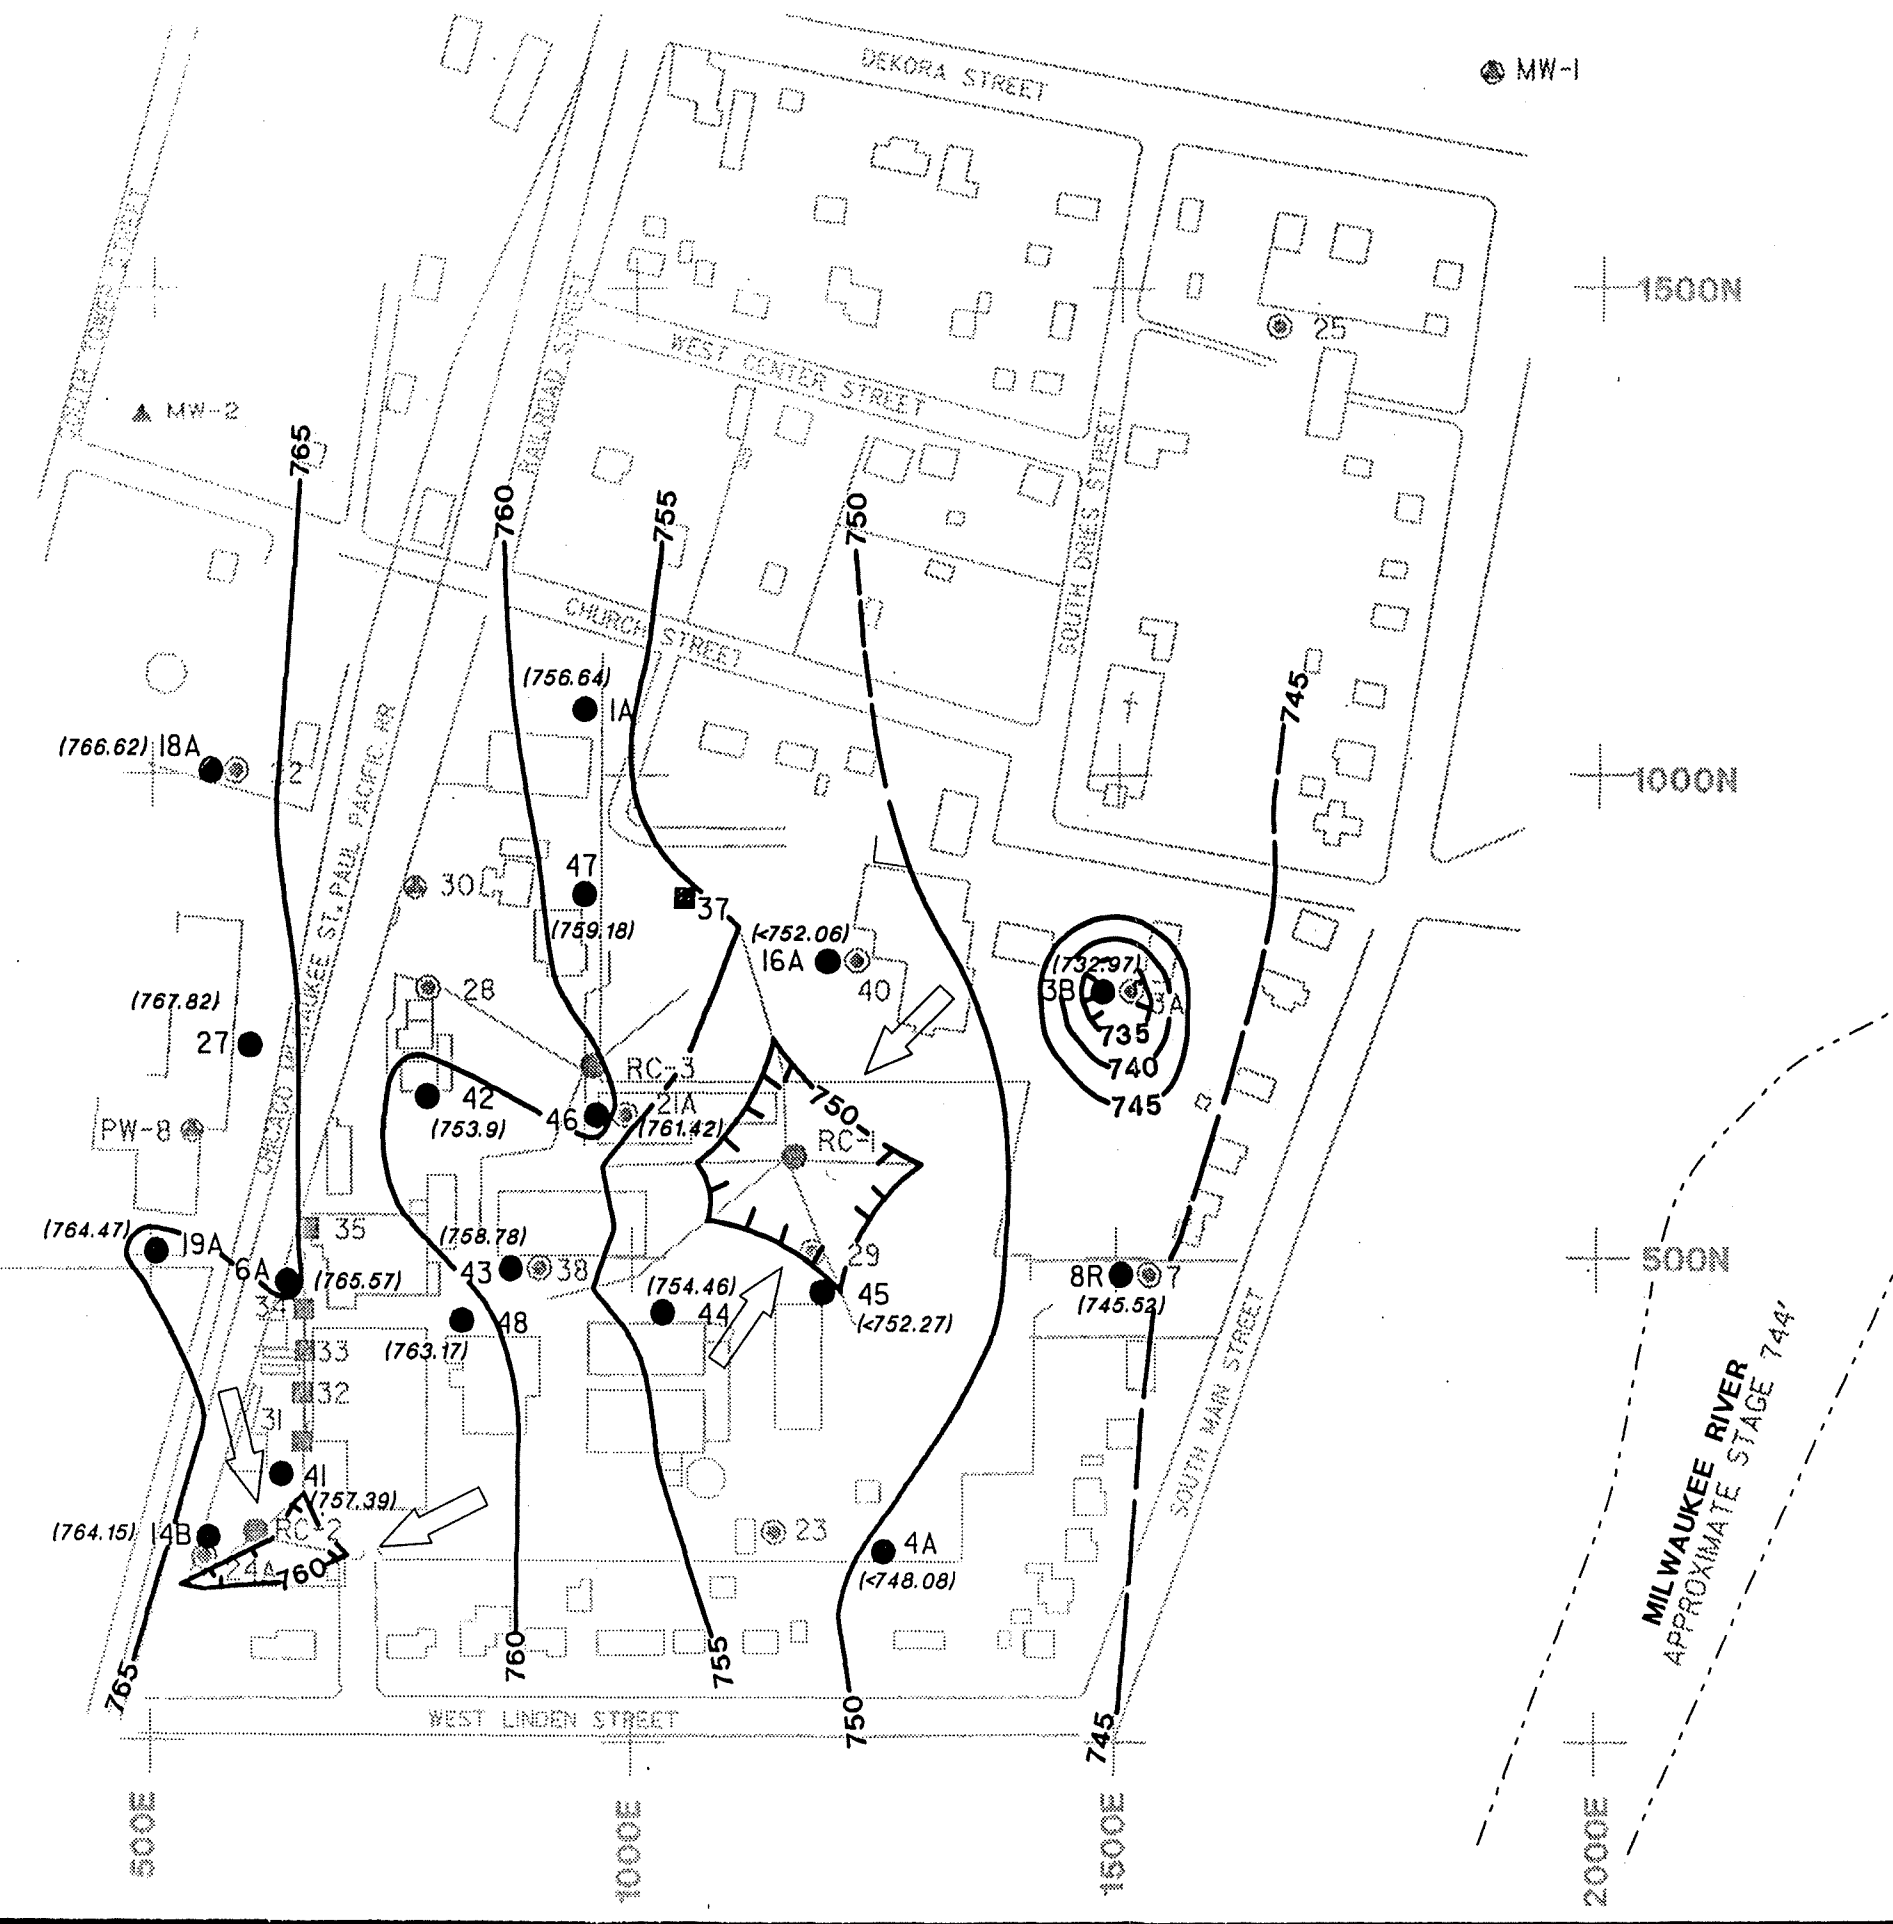 DEKORA STREET
MW-1
1500N
25
WEST CENTER STREET
RAILROAD STREET
MW-2
765
760
755
750
SOUTH DRIES STREET
CHURCH STREET
(756.64)
1A
745
(766.62) 18A
22
1000N
47
30
37
(759.18)
(<752.06)
16A
40
(732.97)
3B
3A
735
740
745
28
(767.82)
27
RC-3
42
(753.9)
46
21A
(761.42)
750
RC-1
PW-8
35
(764.47)
19A
6A
(765.57)
(758.78)
43
38
29
500N
8R
7
(745.52)
34
(754.46)
44
45
(<752.27)
48
(763.17)
33
32
31
41
(757.39)
(764.15) 14B
RC-2
24A
760
23
4A
(<748.08)
SOUTH MAIN STREET
MILWAUKEE RIVER
APPROXIMATE STAGE 744'
765
760
755
750
745
WEST LINDEN STREET
500E
1000E
1500E
2000E